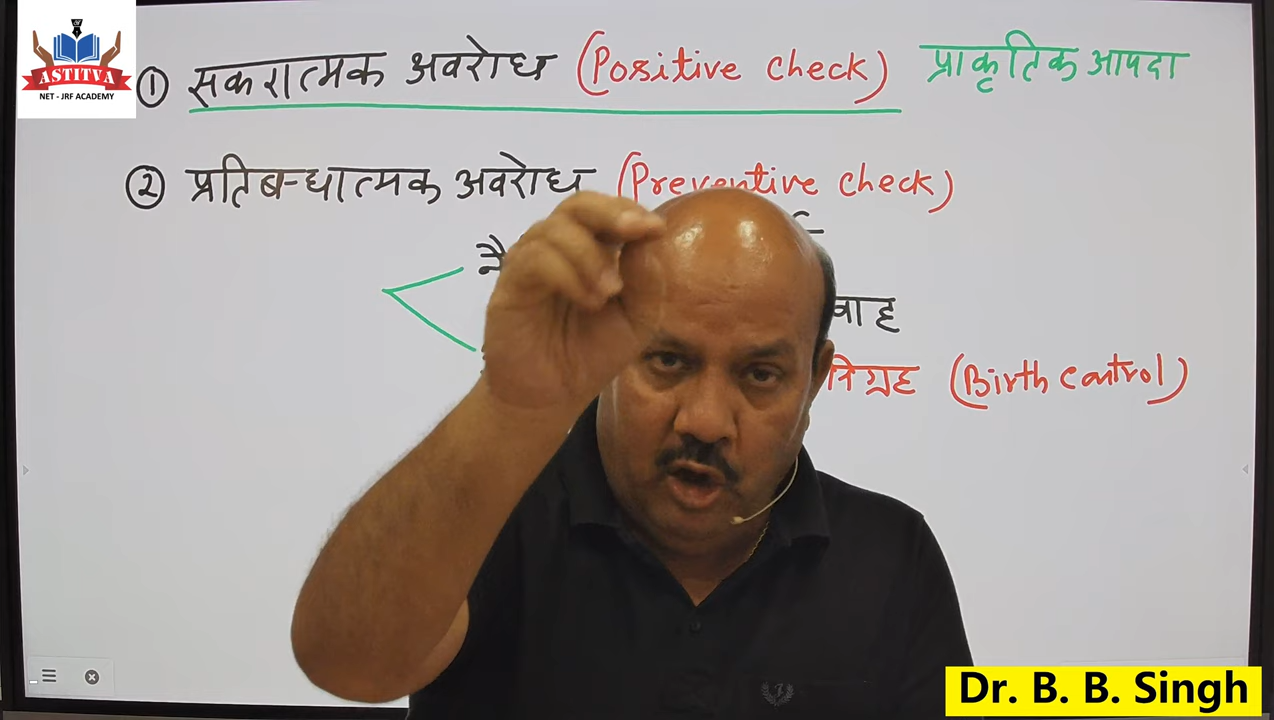 ASTITVA
NET - JRF ACADEMY
① सकरात्मक अवरोध (Positive check) प्राकृतिक आपदा
② प्रतिबन्धात्मक अवरोध (Preventive check)
(Birth control)
Dr. B. B. Singh